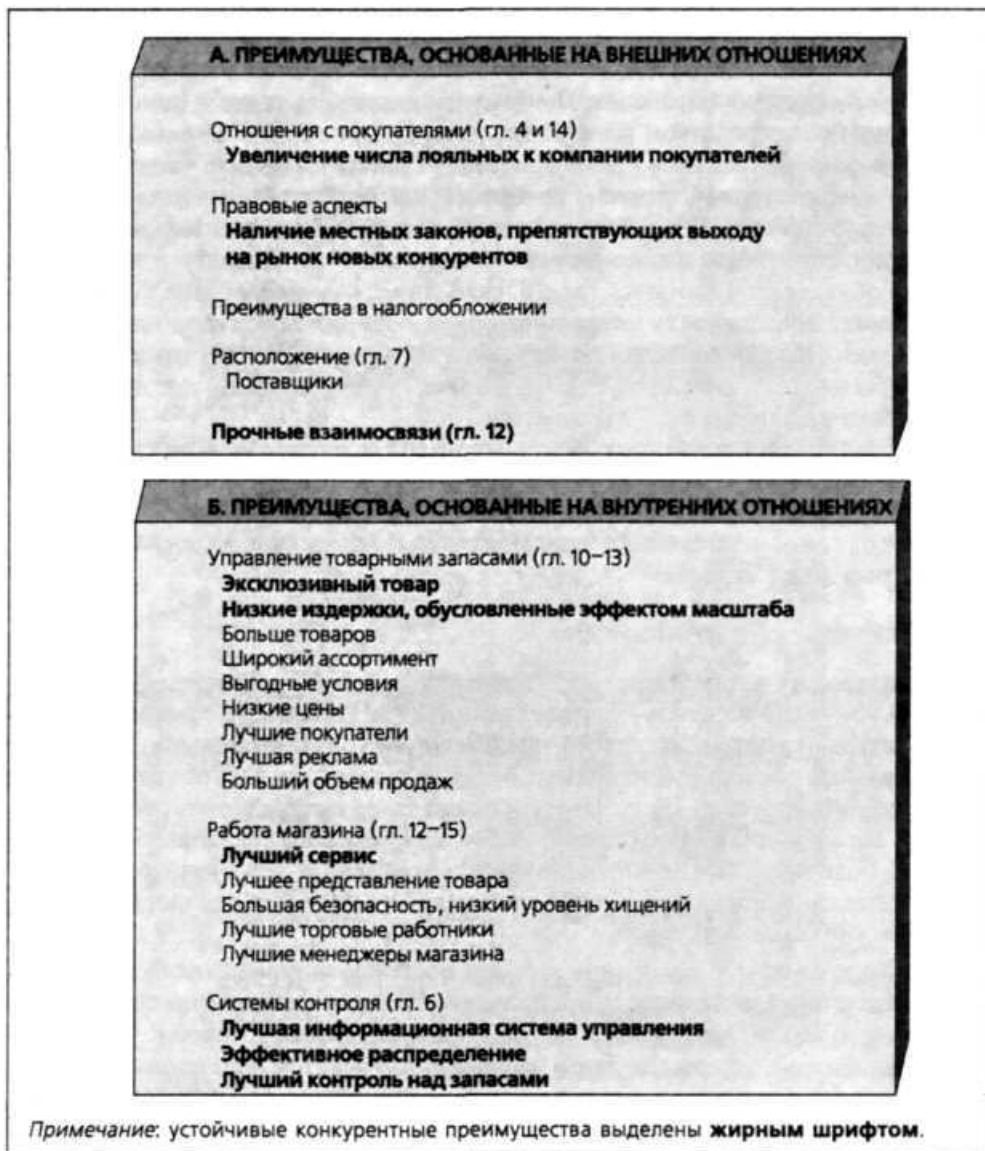 А. ПРЕИМУЩЕСТВА, ОСНОВАННЫЕ НА ВНЕШНИХ ОТНОШЕНИЯХ
Отношения с покупателями (гл. 4 и 14)
Увеличение числа лояльных к компании покупателей
Правовые аспекты
Наличие местных законов, препятствующих выходу
на рынок новых конкурентов
Преимущества в налогообложении
Расположение (гл. 7)
Поставщики
Прочные взаимосвязи (гл. 12)
Б. ПРЕИМУЩЕСТВА, ОСНОВАННЫЕ НА ВНУТРЕННИХ ОТНОШЕНИЯХ
Управление товарными запасами (гл. 10–13)
Эксклюзивный товар
Низкие издержки, обусловленные эффектом масштаба
Больше товаров
Широкий ассортимент
Выгодные условия
Низкие цены
Лучшие покупатели
Лучшая реклама
Больший объем продаж
Работа магазина (гл. 12–15)
Лучший сервис
Лучшее представление товара
Большая безопасность, низкий уровень хищений
Лучшие торговые работники
Лучшие менеджеры магазина
Системы контроля (гл. 6)
Лучшая информационная система управления
Эффективное распределение
Лучший контроль над запасами
Примечание: устойчивые конкурентные преимущества выделены жирным шрифтом.